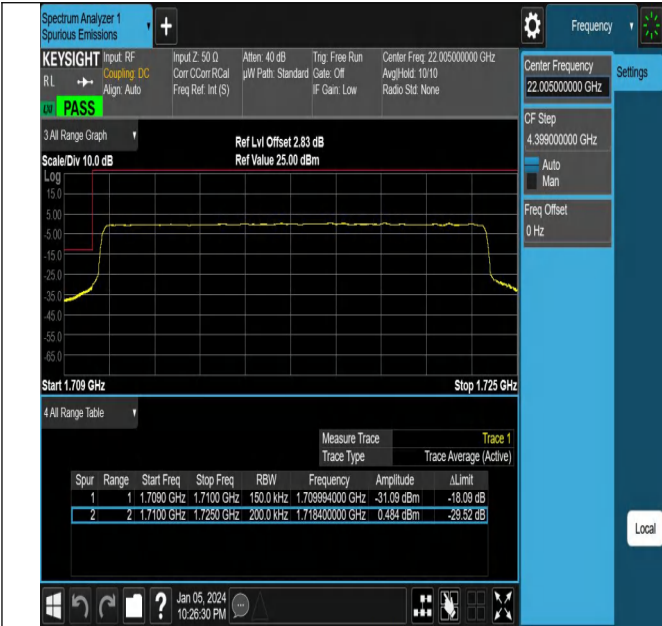 Spectrum Analyzer 1
Spurious Emissions
Frequency
KEYSIGHT Input: RF Input Z: 50 Ω Atten: 40 dB Trig: Free Run Center Freq: 22.005000000 GHz
RL Coupling: DC Corr CCorr RCal µW Path: Standard Gate: Off Avg|Hold: 10/10
Align: Auto Freq Ref: Int (S) IF Gain: Low Radio Std: None
PASS
Center Frequency
22.005000000 GHz
Settings
CF Step
4.399000000 GHz
Auto
Man
Freq Offset
0 Hz
Local
3 All Range Graph
Ref Lvl Offset 2.83 dB
Scale/Div 10.0 dB Ref Value 25.00 dBm
Log
15.0
5.00
-5.00
-15.0
-25.0
-35.0
-45.0
-55.0
-65.0
Start 1.709 GHz Stop 1.725 GHz
4 All Range Table
Measure Trace Trace 1
Trace Type Trace Average (Active)
Spur Range Start Freq Stop Freq RBW Frequency Amplitude ΔLimit
1 1 1.7090 GHz 1.7100 GHz 150.0 kHz 1.709994000 GHz -31.09 dBm -18.09 dB
2 2 1.7100 GHz 1.7250 GHz 200.0 kHz 1.718400000 GHz 0.484 dBm -29.52 dB
? Jan 05, 2024
10:26:30 PM